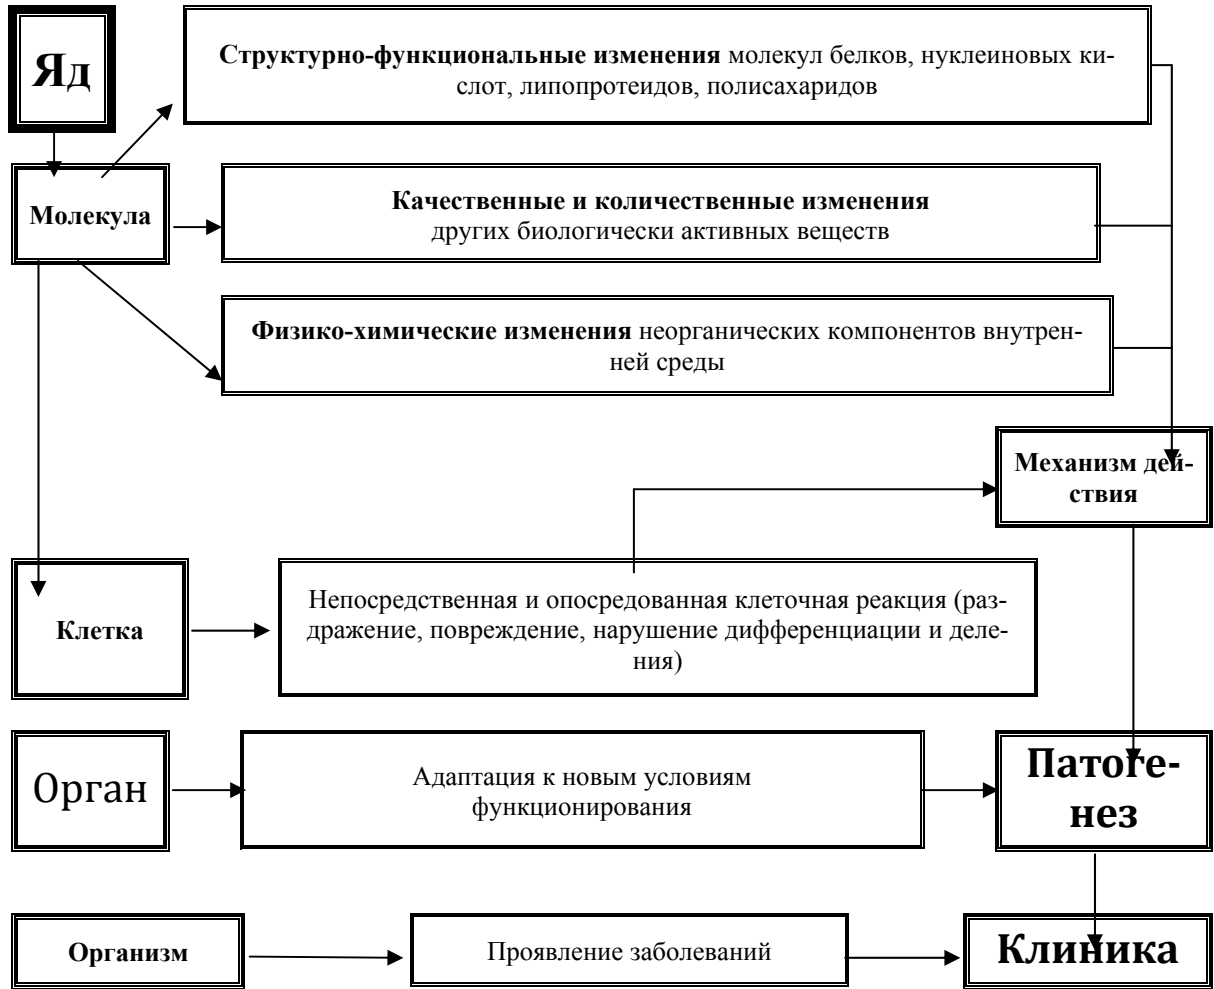 Яд
Структурно-функциональные изменения молекул белков, нуклеиновых ки-
слот, липопротеидов, полисахаридов
Молекула
Качественные и количественные изменения
других биологически активных веществ
Физико-химические изменения неорганических компонентов внутрен-
ней среды
Механизм дей-
ствия
Клетка
Непосредственная и опосредованная клеточная реакция (раз-
дражение, повреждение, нарушение дифференциации и деле-
ния)
Орган
Адаптация к новым условиям
функционирования
Патоге-
нез
Организм
Проявление заболеваний
Клиника